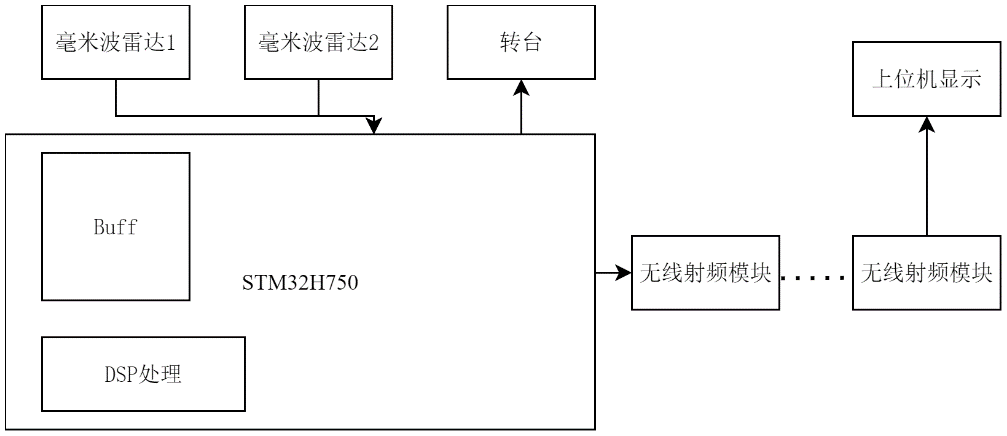 毫米波雷达1
毫米波雷达2
转台
上位机显示
Buff
STM32H750
无线射频模块
无线射频模块
DSP处理